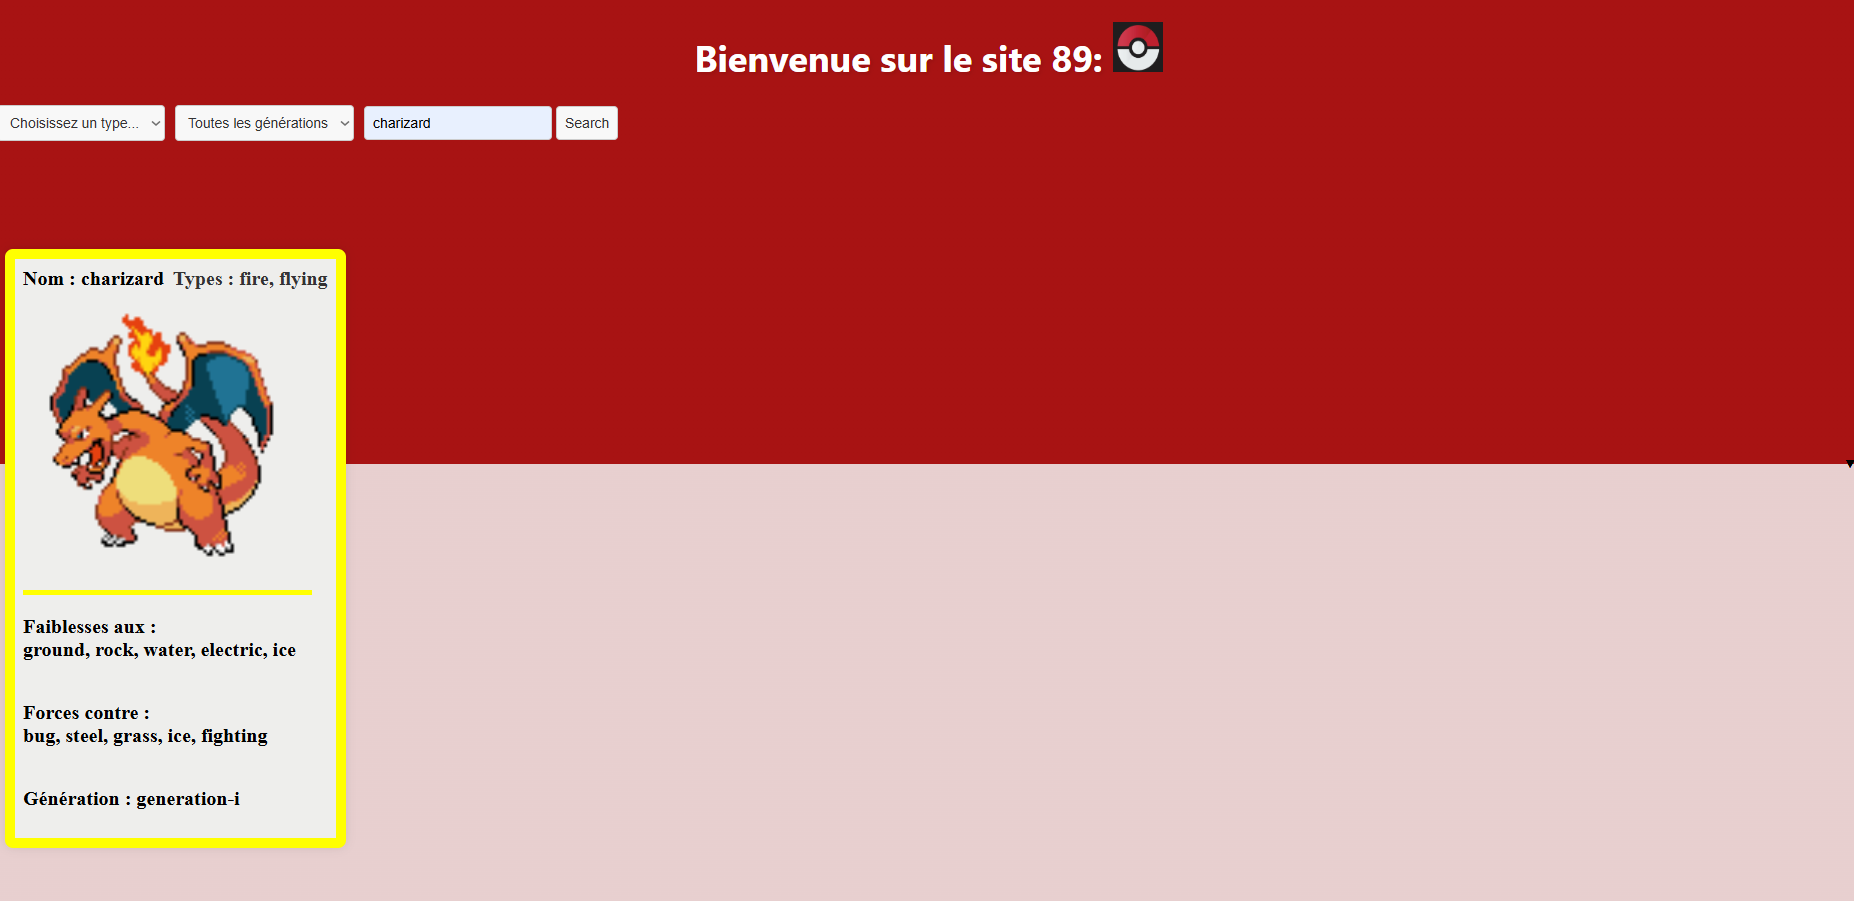 Bienvenue sur le site 89:
Choisissez un type... Toutes les générations charizard Search
Nom : charizard Types : fire, flying
Faiblesses aux :
ground, rock, water, electric, ice
Forces contre :
bug, steel, grass, ice, fighting
Génération : generation-i